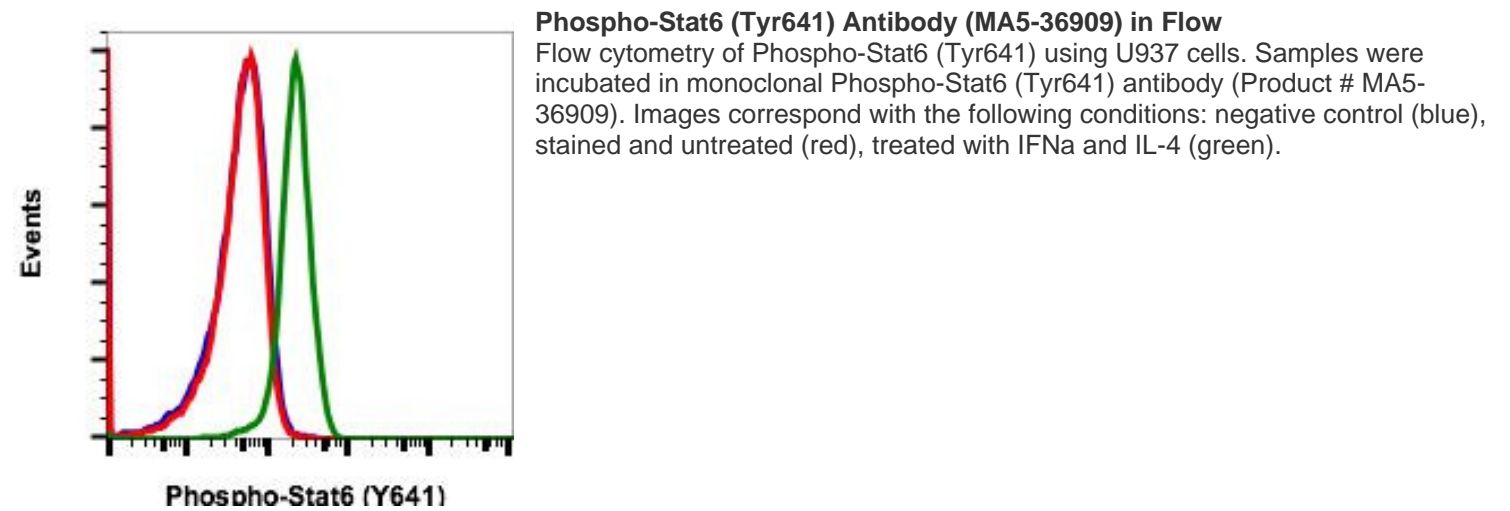 Phospho-Stat6 (Tyr641) Antibody (MA5-36909) in Flow
Flow cytometry of Phospho-Stat6 (Tyr641) using U937 cells. Samples were
incubated in monoclonal Phospho-Stat6 (Tyr641) antibody (Product # MA5-
36909). Images correspond with the following conditions: negative control (blue),
stained and untreated (red), treated with IFNa and IL-4 (green).
Events
Phospho-Stat6 (Y641)